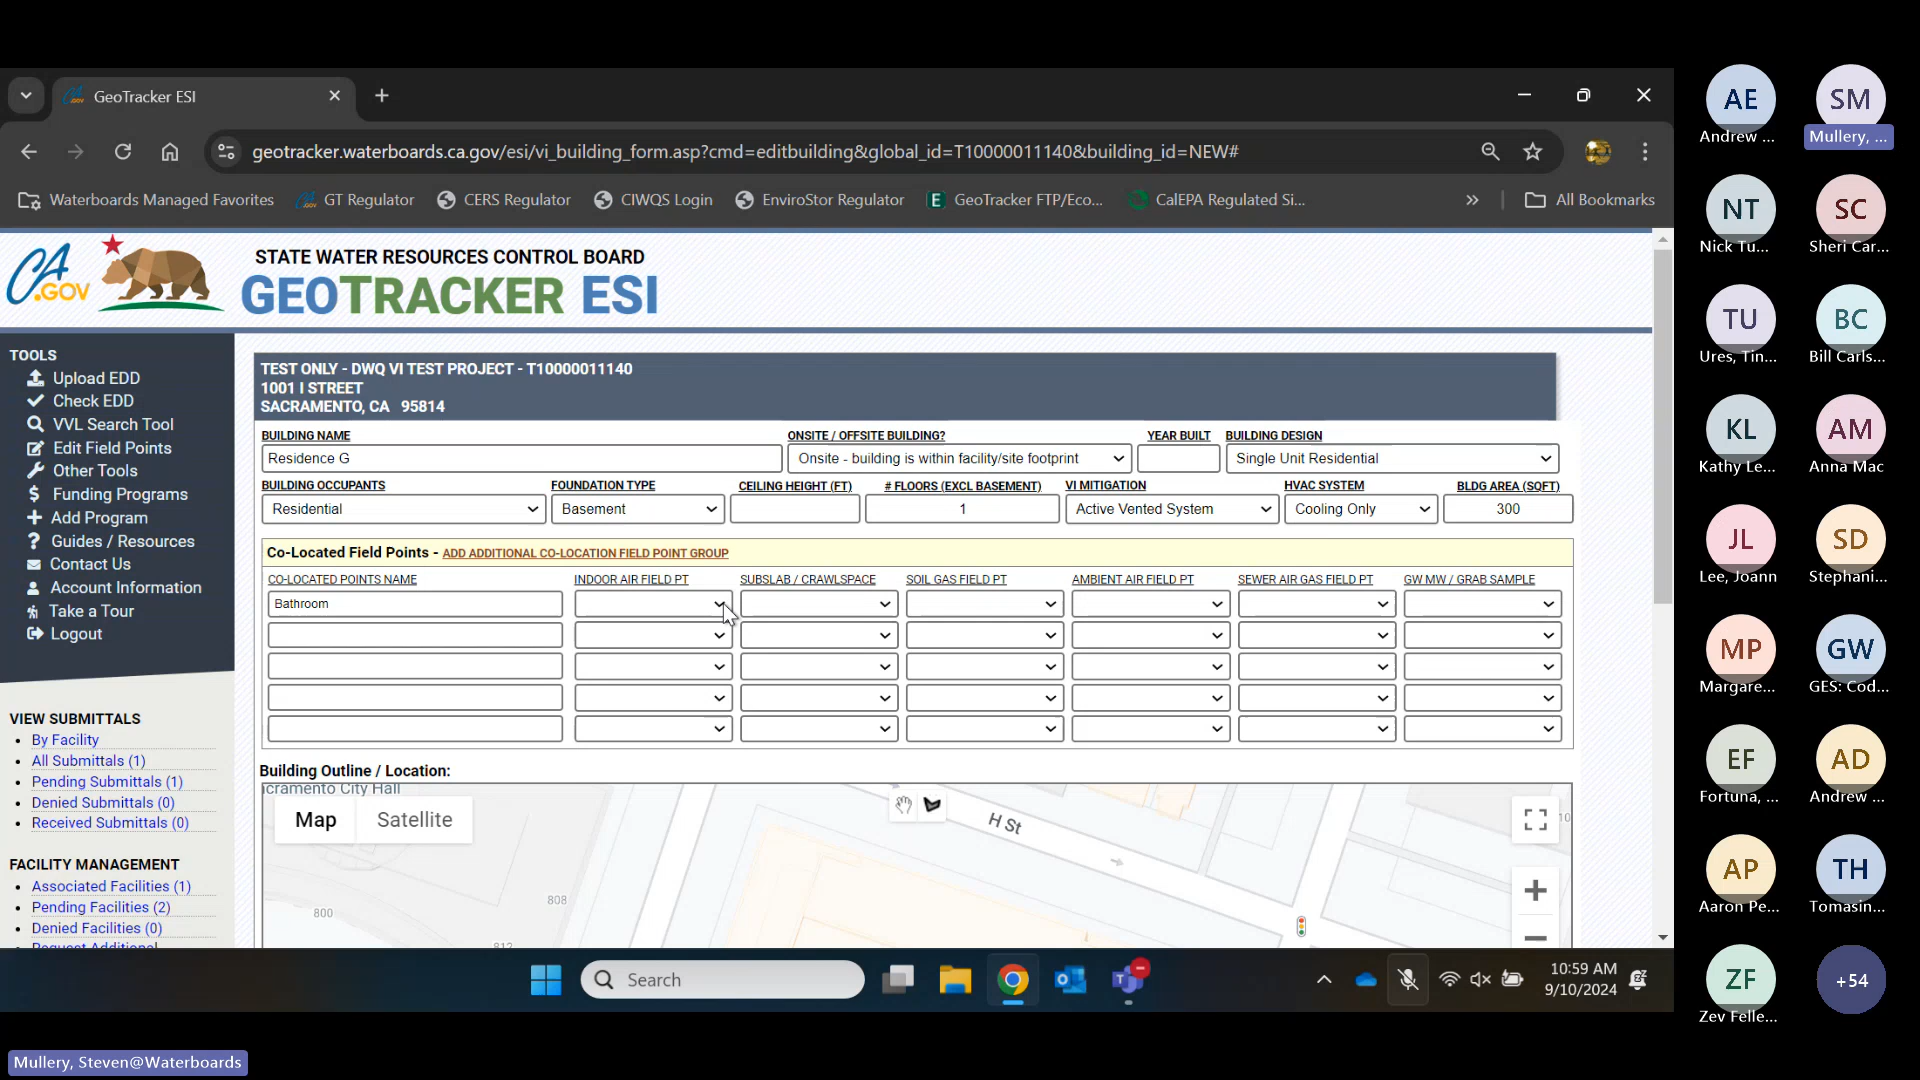 GeoTracker ESI
geotracker.waterboards.ca.gov/esi/vi_building_form.asp?cmd=editbuilding&global_id=T10000011140&building_id=NEW#
Waterboards Managed Favorites
GT Regulator
CERS Regulator
CIWQS Login
EnviroStor Regulator
E
GeoTracker FTP/Eco...
CalEPA Regulated Si...
»
All Bookmarks
CA
.GOV
STATE WATER RESOURCES CONTROL BOARD
GEOTRACKER ESI
TOOLS
Upload EDD
Check EDD
VVL Search Tool
Edit Field Points
Other Tools
$ Funding Programs
Add Program
? Guides / Resources
Contact Us
Account Information
Take a Tour
Logout
VIEW SUBMITTALS
• By Facility
• All Submittals (1)
• Pending Submittals (1)
• Denied Submittals (0)
• Received Submittals (0)
FACILITY MANAGEMENT
• Associated Facilities (1)
• Pending Facilities (2)
• Denied Facilities (0)
• Request Additional
TEST ONLY - DWQ VI TEST PROJECT - T10000011140
1001 I STREET
SACRAMENTO, CA 95814
BUILDING NAME
ONSITE / OFFSITE BUILDING?
YEAR BUILT
BUILDING DESIGN
Residence G
Onsite - building is within facility/site footprint
Single Unit Residential
BUILDING OCCUPANTS
FOUNDATION TYPE
CEILING HEIGHT (FT)
# FLOORS (EXCL BASEMENT)
VI MITIGATION
HVAC SYSTEM
BLDG AREA (SQFT)
Residential
Basement
1
Active Vented System
Cooling Only
300
Co-Located Field Points - ADD ADDITIONAL CO-LOCATION FIELD POINT GROUP
CO-LOCATED POINTS NAME
INDOOR AIR FIELD PT
SUBSLAB / CRAWLSPACE
SOIL GAS FIELD PT
AMBIENT AIR FIELD PT
SEWER AIR GAS FIELD PT
GW MW / GRAB SAMPLE
Bathroom
Building Outline / Location:
icramento City Hall
Map
Satellite
H St
10
800
808
812
Search
10:59 AM
9/10/2024
AE
Andrew ...
SM
Mullery, ...
NT
Nick Tu...
SC
Sheri Car...
TU
Ures, Tin...
BC
Bill Carls...
KL
Kathy Le...
AM
Anna Mac
JL
Lee, Joann
SD
Stephani...
MP
Margare...
GW
GES: Cod...
EF
Fortuna, ...
AD
Andrew ...
AP
Aaron Pe...
TH
Tomasin...
ZF
Zev Felle...
+54
Mullery, Steven@Waterboards